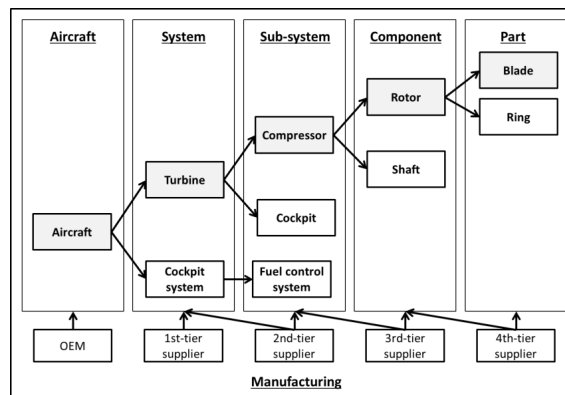 Aircraft
System
Sub-system
Component
Part
Blade
Rotor
Ring
Compressor
Shaft
Turbine
Cockpit
Aircraft
Cockpit
system
Fuel control
system
OEM
1st-tier
supplier
2nd-tier
supplier
3rd-tier
supplier
4th-tier
supplier
Manufacturing